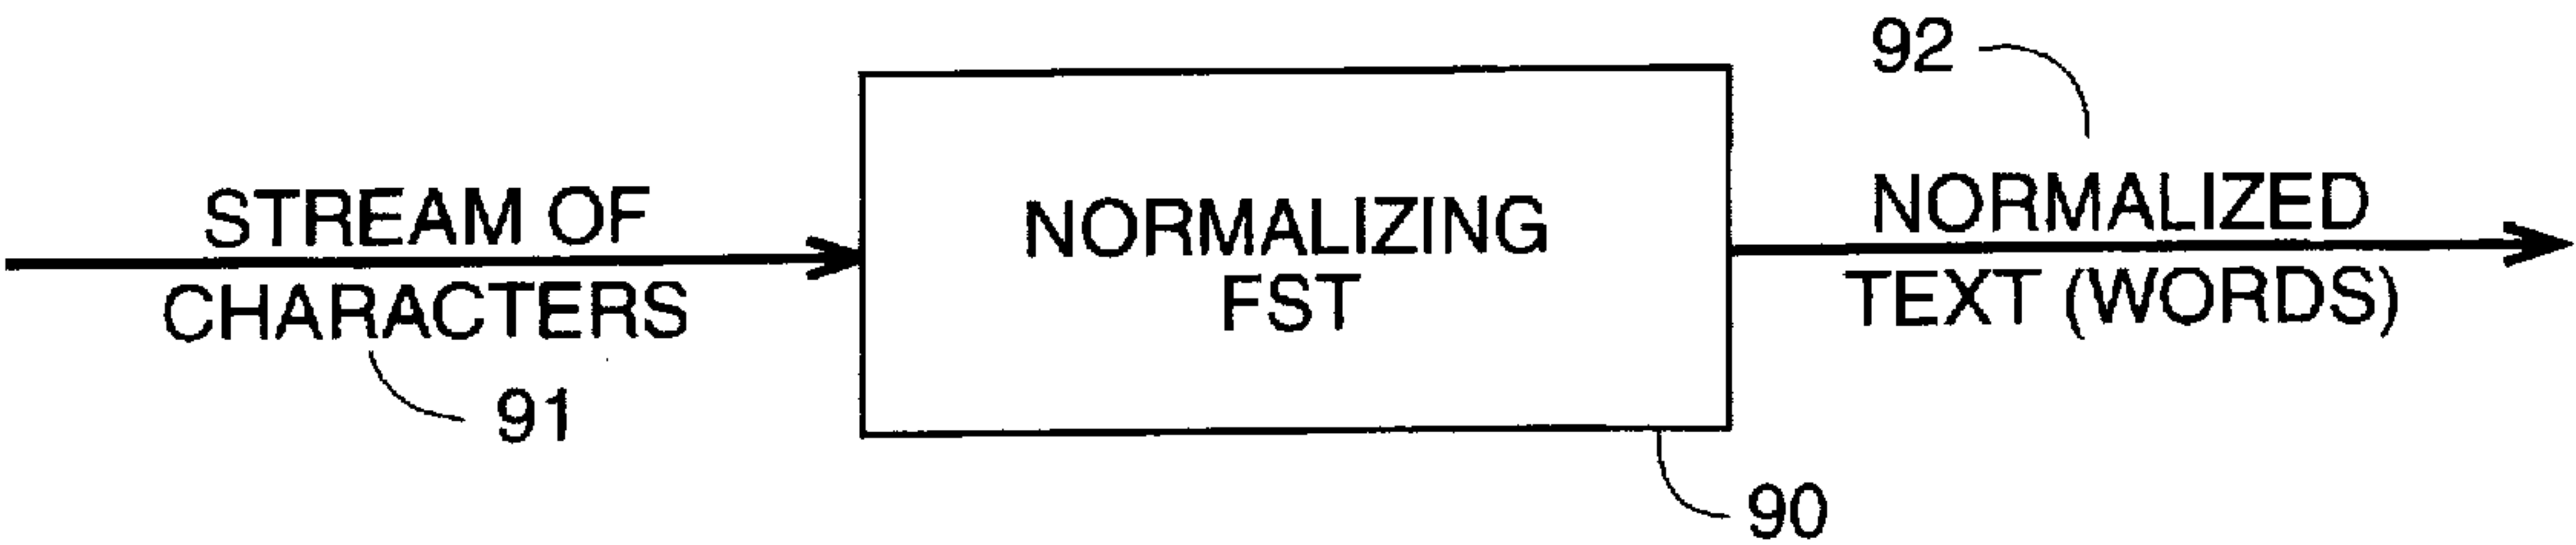 STREAM OF
CHARACTERS
91
NORMALIZING
FST
90
92
NORMALIZED
TEXT (WORDS)